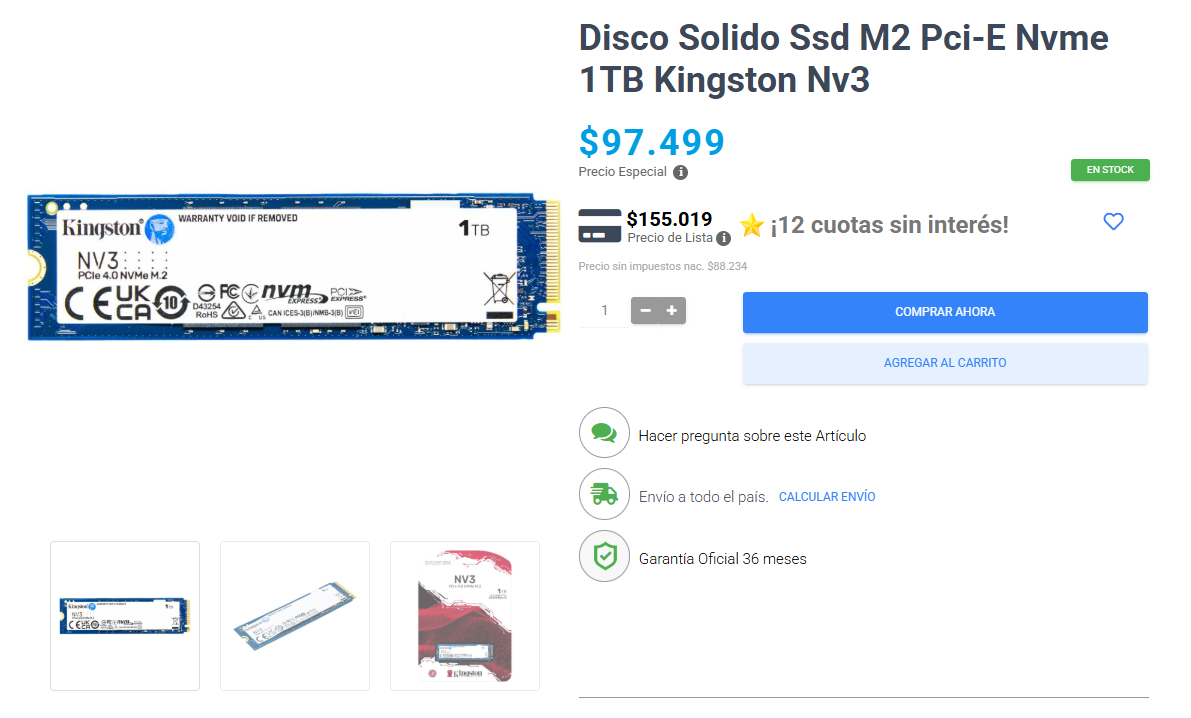 Disco Solido Ssd M2 Pci-E Nvme
1TB Kingston Nv3
$97.499
Precio Especial
EN STOCK
$155.019
Precio de Lista
¡12 cuotas sin interés!
Precio sin impuestos nac. $88.234
1
COMPRAR AHORA
AGREGAR AL CARRITO
Hacer pregunta sobre este Artículo
Envío a todo el país. CALCULAR ENVÍO
Garantía Oficial 36 meses
Kingston
WARRANTY VOID IF REMOVED
1TB
NV3
PCIe 4.0 NVMe M.2
CE UK CA 10
FC nvm EXPRESS PCI EXPRESS
D43254
RoHS
CAN ICES-3(B)/NMB-3(B)
Kingston
1TB
NV3
NV3
1TB
Kingston